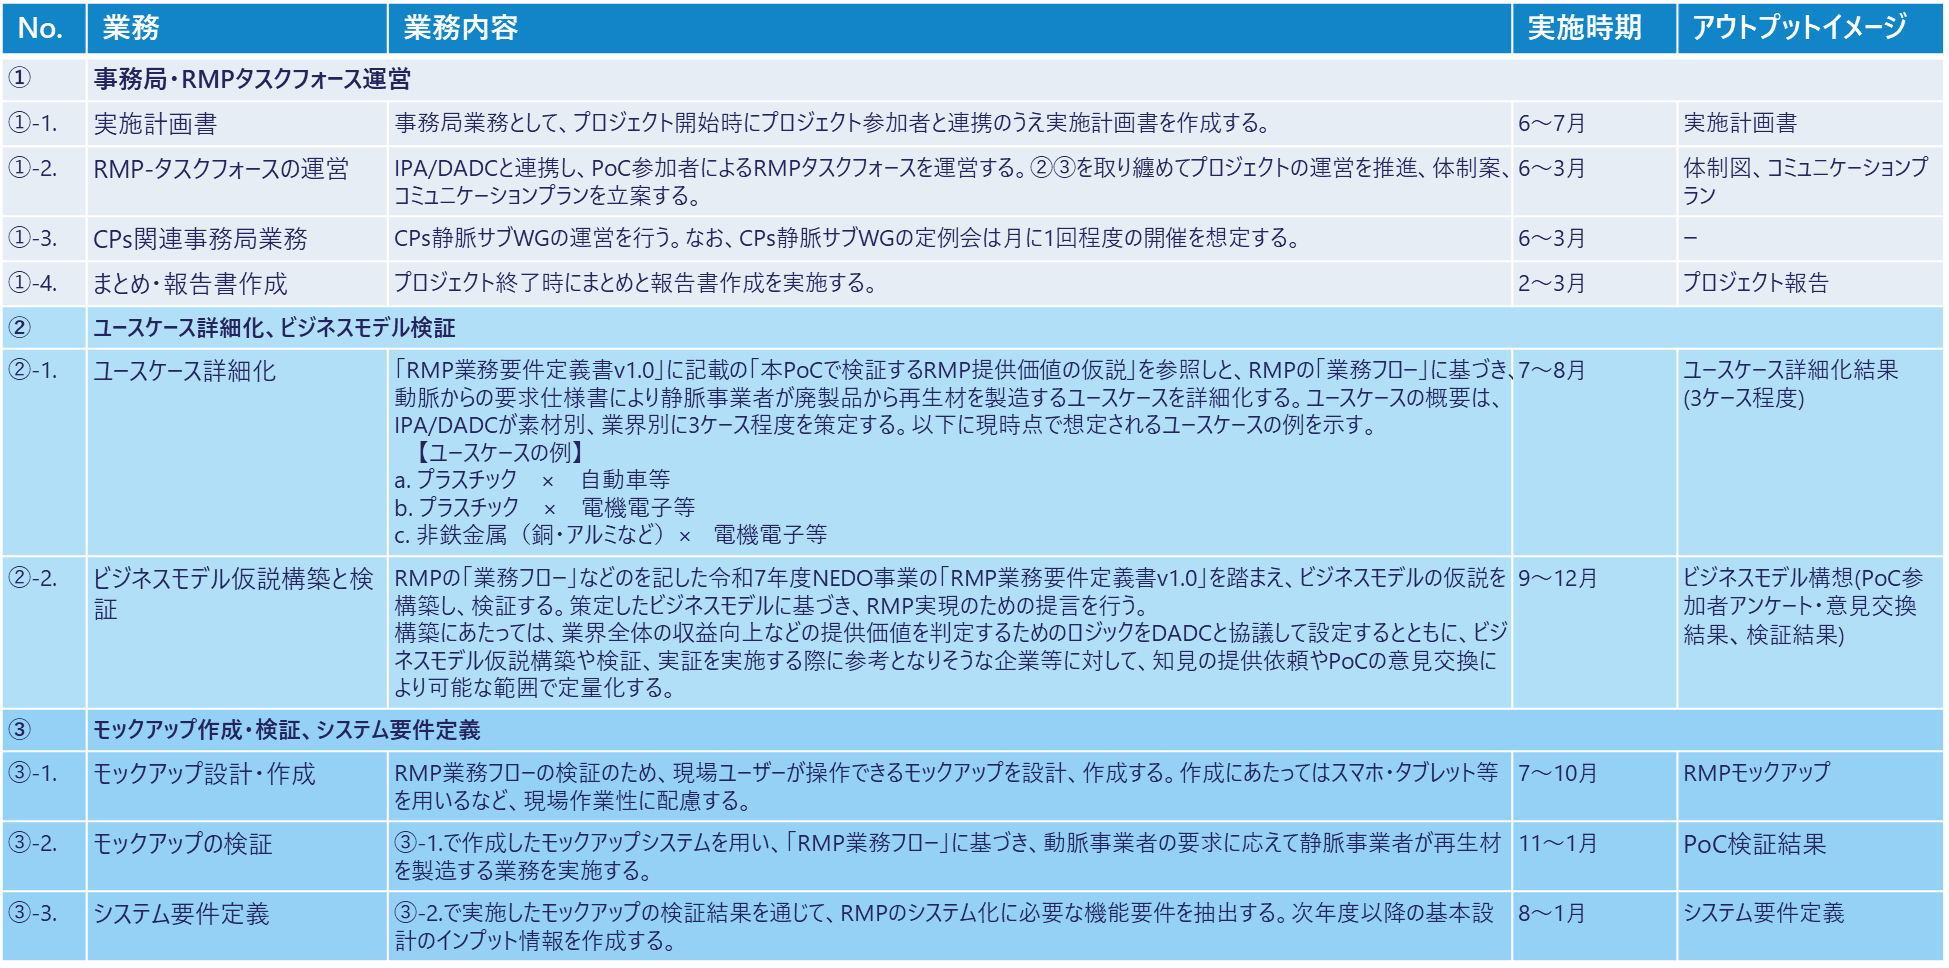 No. 業務 業務内容 実施時期 アウトプットイメージ
① 事務局・RMPタスクフォース運営
①-1. 実施計画書 事務局業務として、プロジェクト開始時にプロジェクト参加者と連携のうえ実施計画書を作成する。 6～7月 実施計画書
①-2. RMP-タスクフォースの運営 IPA/DADCと連携し、PoC参加者によるRMPタスクフォースを運営する。②③を取り纏めてプロジェクトの運営を推進、体制案、 6～3月 体制図、コミュニケーションプ
コミュニケーションプランを立案する。 ラン
①-3. CPs関連事務局業務 CPs静脈サブWGの運営を行う。なお、CPs静脈サブWGの定例会は月に1回程度の開催を想定する。 6～3月 –
①-4. まとめ・報告書作成 プロジェクト終了時にまとめと報告書作成を実施する。 2～3月 プロジェクト報告
② ユースケース詳細化、ビジネスモデル検証
②-1. ユースケース詳細化 「RMP業務要件定義書v1.0」に記載の「本PoCで検証するRMP提供価値の仮説」を参照しと、RMPの「業務フロー」に基づき、 7～8月 ユースケース詳細化結果
動脈からの要求仕様書により静脈事業者が廃製品から再生材を製造するユースケースを詳細化する。ユースケースの概要は、 (3ケース程度)
IPA/DADCが素材別、業界別に3ケース程度を策定する。以下に現時点で想定されるユースケースの例を示す。
【ユースケースの例】
a. プラスチック　×　自動車等
b. プラスチック　×　電機電子等
c. 非鉄金属（銅・アルミなど）×　電機電子等
②-2. ビジネスモデル仮説構築と検 RMPの「業務フロー」などのを記した令和7年度NEDO事業の「RMP業務要件定義書v1.0」を踏まえ、ビジネスモデルの仮説を 9～12月 ビジネスモデル構想(PoC参
証 構築し、検証する。策定したビジネスモデルに基づき、RMP実現のための提言を行う。 加者アンケート・意見交換
構築にあたっては、業界全体の収益向上などの提供価値を判定するためのロジックをDADCと協議して設定するとともに、ビジ 結果、検証結果)
ネスモデル仮説構築や検証、実証を実施する際に参考となりそうな企業等に対して、知見の提供依頼やPoCの意見交換に
より可能な範囲で定量化する。
③ モックアップ作成・検証、システム要件定義
③-1. モックアップ設計・作成 RMP業務フローの検証のため、現場ユーザーが操作できるモックアップを設計、作成する。作成にあたってはスマホ・タブレット等 7～10月 RMPモックアップ
を用いるなど、現場作業性に配慮する。
③-2. モックアップの検証 ③-1.で作成したモックアップシステムを用い、「RMP業務フロー」に基づき、動脈事業者の要求に応えて静脈事業者が再生材 11～1月 PoC検証結果
を製造する業務を実施する。
③-3. システム要件定義 ③-2.で実施したモックアップの検証結果を通じて、RMPのシステム化に必要な機能要件を抽出する。次年度以降の基本設 8～1月 システム要件定義
計のインプット情報を作成する。